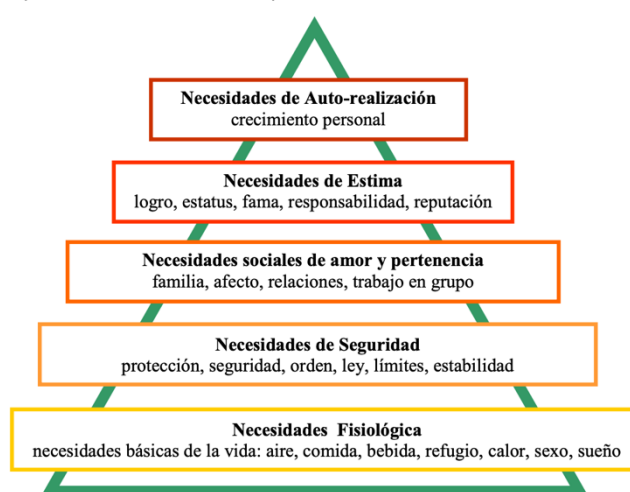 Necesidades de Auto-realización
crecimiento personal
Necesidades de Estima
logro, estatus, fama, responsabilidad, reputación
Necesidades sociales de amor y pertenencia
familia, afecto, relaciones, trabajo en grupo
Necesidades de Seguridad
protección, seguridad, orden, ley, límites, estabilidad
Necesidades Fisiológica
necesidades básicas de la vida: aire, comida, bebida, refugio, calor, sexo, sueño